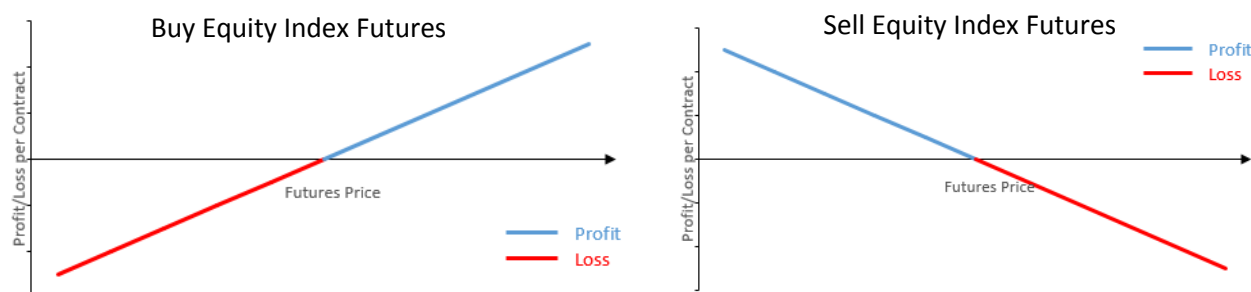 Buy Equity Index Futures
Profit/Loss per Contract
Futures Price
Profit
Loss
Sell Equity Index Futures
Profit/Loss per Contract
Futures Price
Profit
Loss